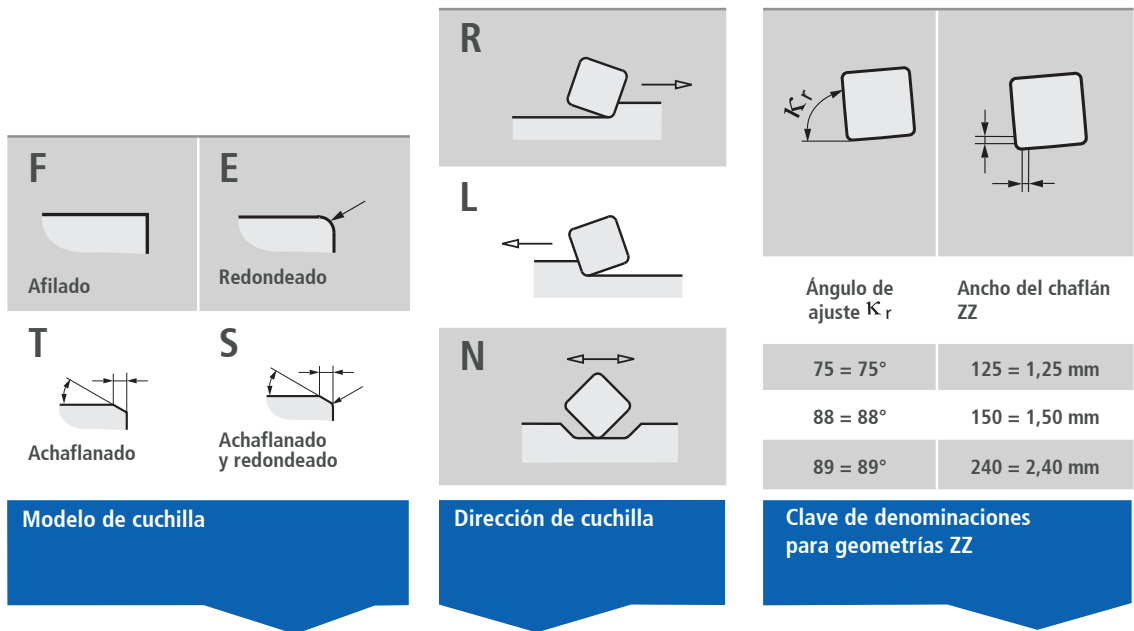 F
E
Afilado
Redondeado
T
S
Achaflanado
Achaflanado
y redondeado
Modelo de cuchilla
R
L
N
Dirección de cuchilla
κr
Ángulo de
ajuste κ r
Ancho del chaflán
ZZ
75 = 75°
125 = 1,25 mm
88 = 88°
150 = 1,50 mm
89 = 89°
240 = 2,40 mm
Clave de denominaciones
para geometrías ZZ